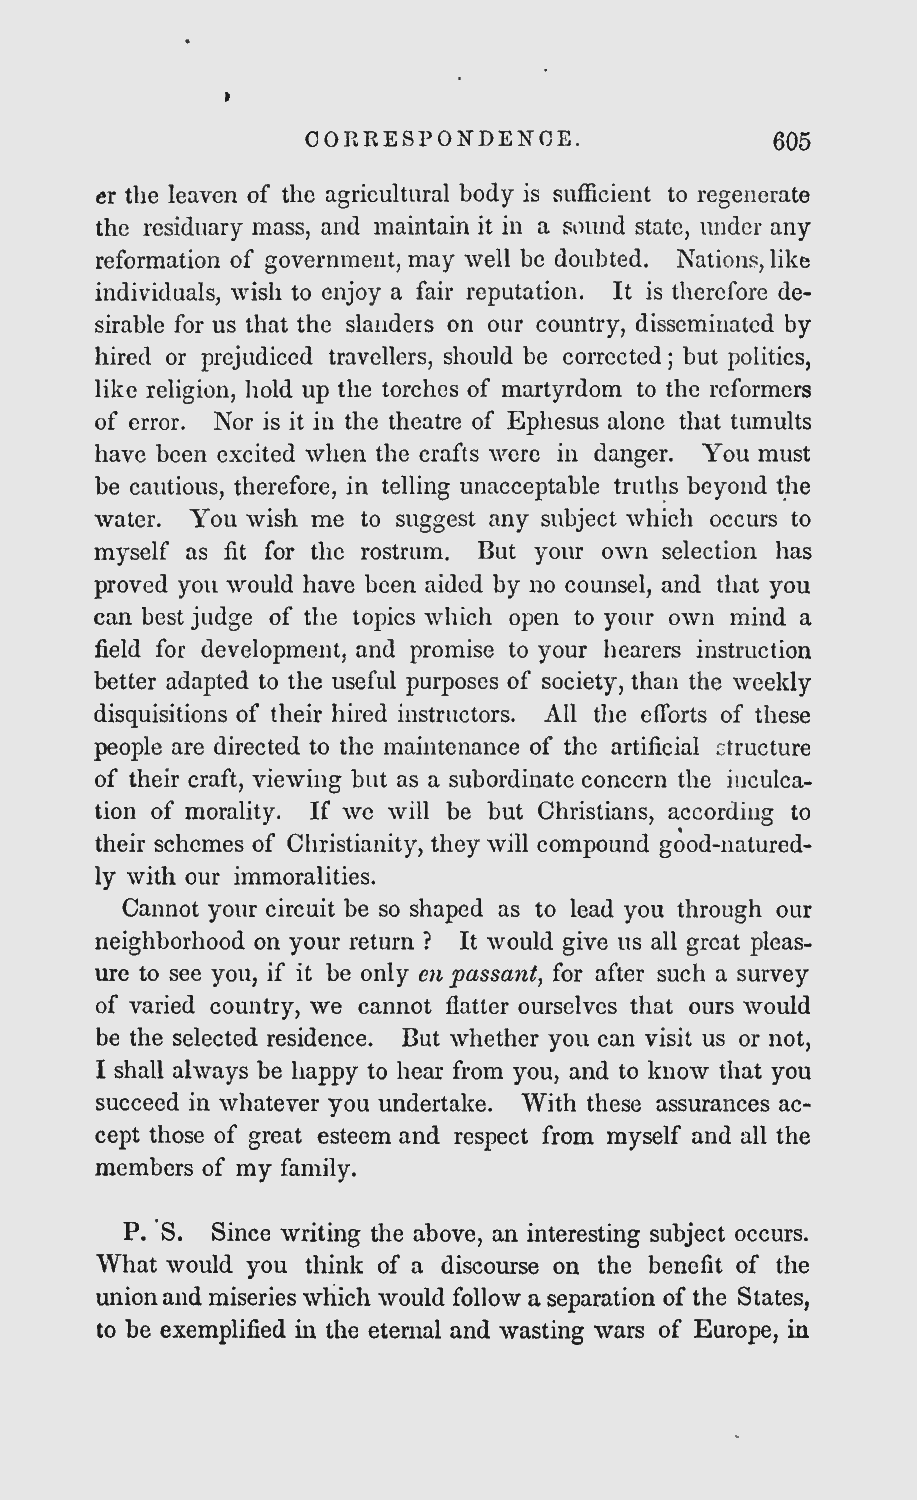 CORRESPONDENCE. 605
er the leaven of the agricultural body is sufficient to regenerate
the residuary mass, and maintain it in a sound state, under any
reformation of government, may well be doubted. Nations, like
individuals, wish to enjoy a fair reputation. It is therefore de-
sirable for us that the slanders on our country, disseminated by
hired or prejudiced travellers, should be corrected; but politics,
like religion, hold up the torches of martyrdom to the reformers
of error. Nor is it in the theatre of Ephesus alone that tumults
have been excited when the crafts were in danger. You must
be cautious, therefore, in telling unacceptable truths beyond the
water. You wish me to suggest any subject which occurs to
myself as fit for the rostrum. But your own selection has
proved you would have been aided by no counsel, and that you
can best judge of the topics which open to your own mind a
field for development, and promise to your hearers instruction
better adapted to the useful purposes of society, than the weekly
disquisitions of their hired instructors. All the efforts of these
people are directed to the maintenance of the artificial structure
of their craft, viewing but as a subordinate concern the inculca-
tion of morality. If we will be but Christians, according to
their schemes of Christianity, they will compound good-natured-
ly with our immoralities.
Cannot your circuit be so shaped as to lead you through our
neighborhood on your return? It would give us all great pleas-
ure to see you, if it be only en passant, for after such a survey
of varied country, we cannot flatter ourselves that ours would
be the selected residence. But whether you can visit us or not,
I shall always be happy to hear from you, and to know that you
succeed in whatever you undertake. With these assurances ac-
cept those of great esteem and respect from myself and all the
members of my family.
P. S. Since writing the above, an interesting subject occurs.
What would you think of a discourse on the benefit of the
union and miseries which would follow a separation of the States,
to be exemplified in the eternal and wasting wars of Europe, in